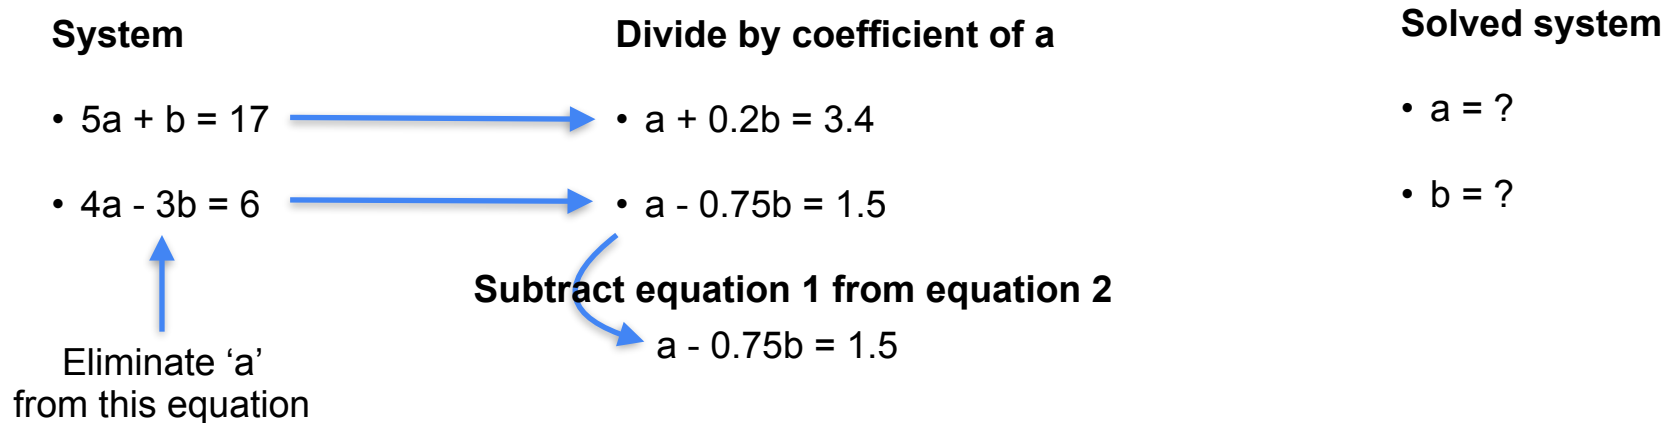 System
• 5a + b = 17
• 4a - 3b = 6
Eliminate ‘a’
from this equation
Divide by coefficient of a
• a + 0.2b = 3.4
• a - 0.75b = 1.5
Subtract equation 1 from equation 2
a - 0.75b = 1.5
Solved system
• a = ?
• b = ?